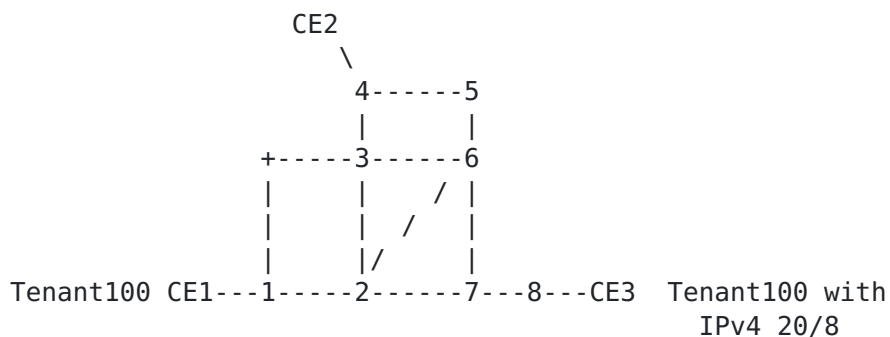 CE2
\
4------5
|      |
+-----3------6
|     |    / |
|     |  /   |
|     |/     |
Tenant100 CE1---1-----2------7---8---CE3  Tenant100 with
IPv4 20/8